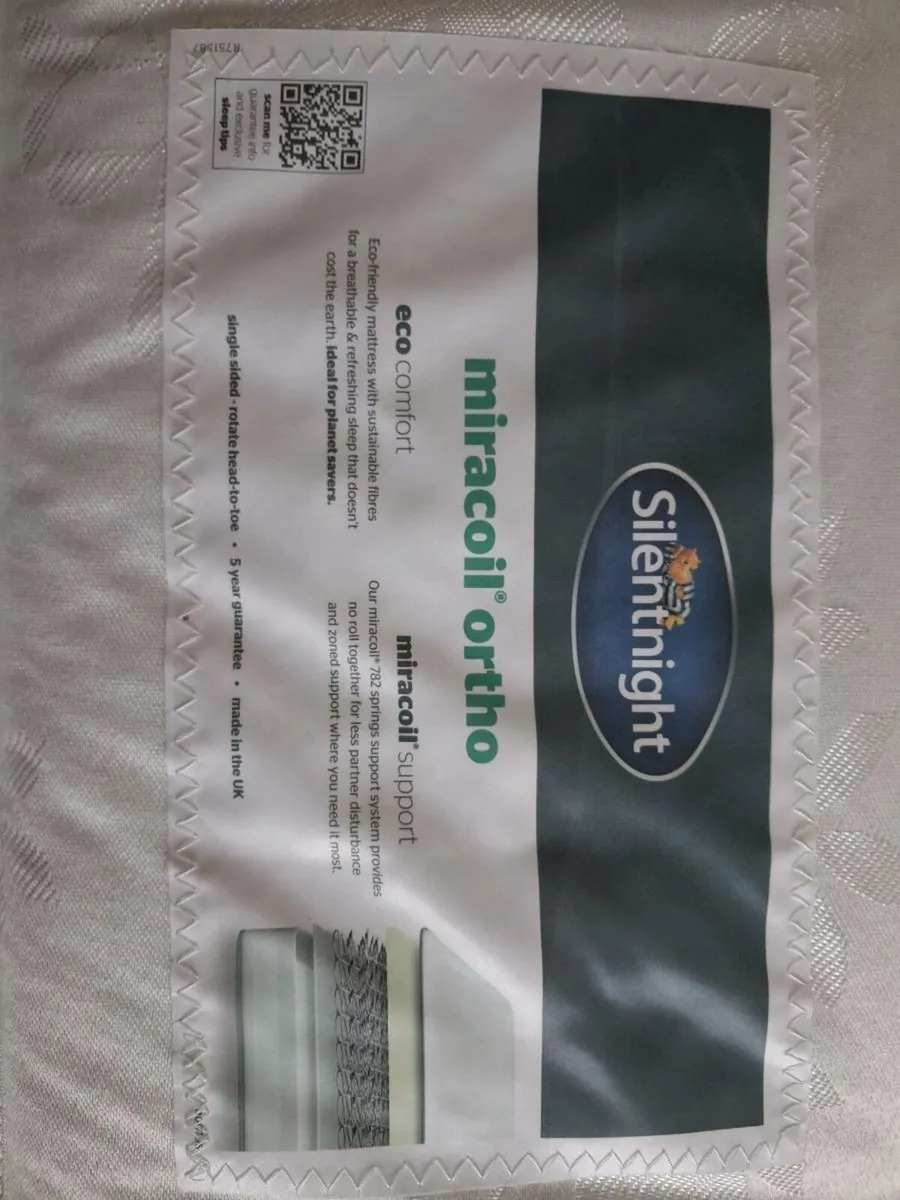 Silentnight
miracoil® ortho
eco comfort
Eco-friendly mattress with sustainable fibres
for a breathable & refreshing sleep that doesn't
cost the earth. ideal for planet savers.
miracoil® support
Our miracoil® 782 springs support system provides
no roll together for less partner disturbance
and zoned support where you need it most.
single sided • rotate head-to-toe • 5 year guarantee • made in the UK
scan me for
guarantee info
and exclusive
sleep tips